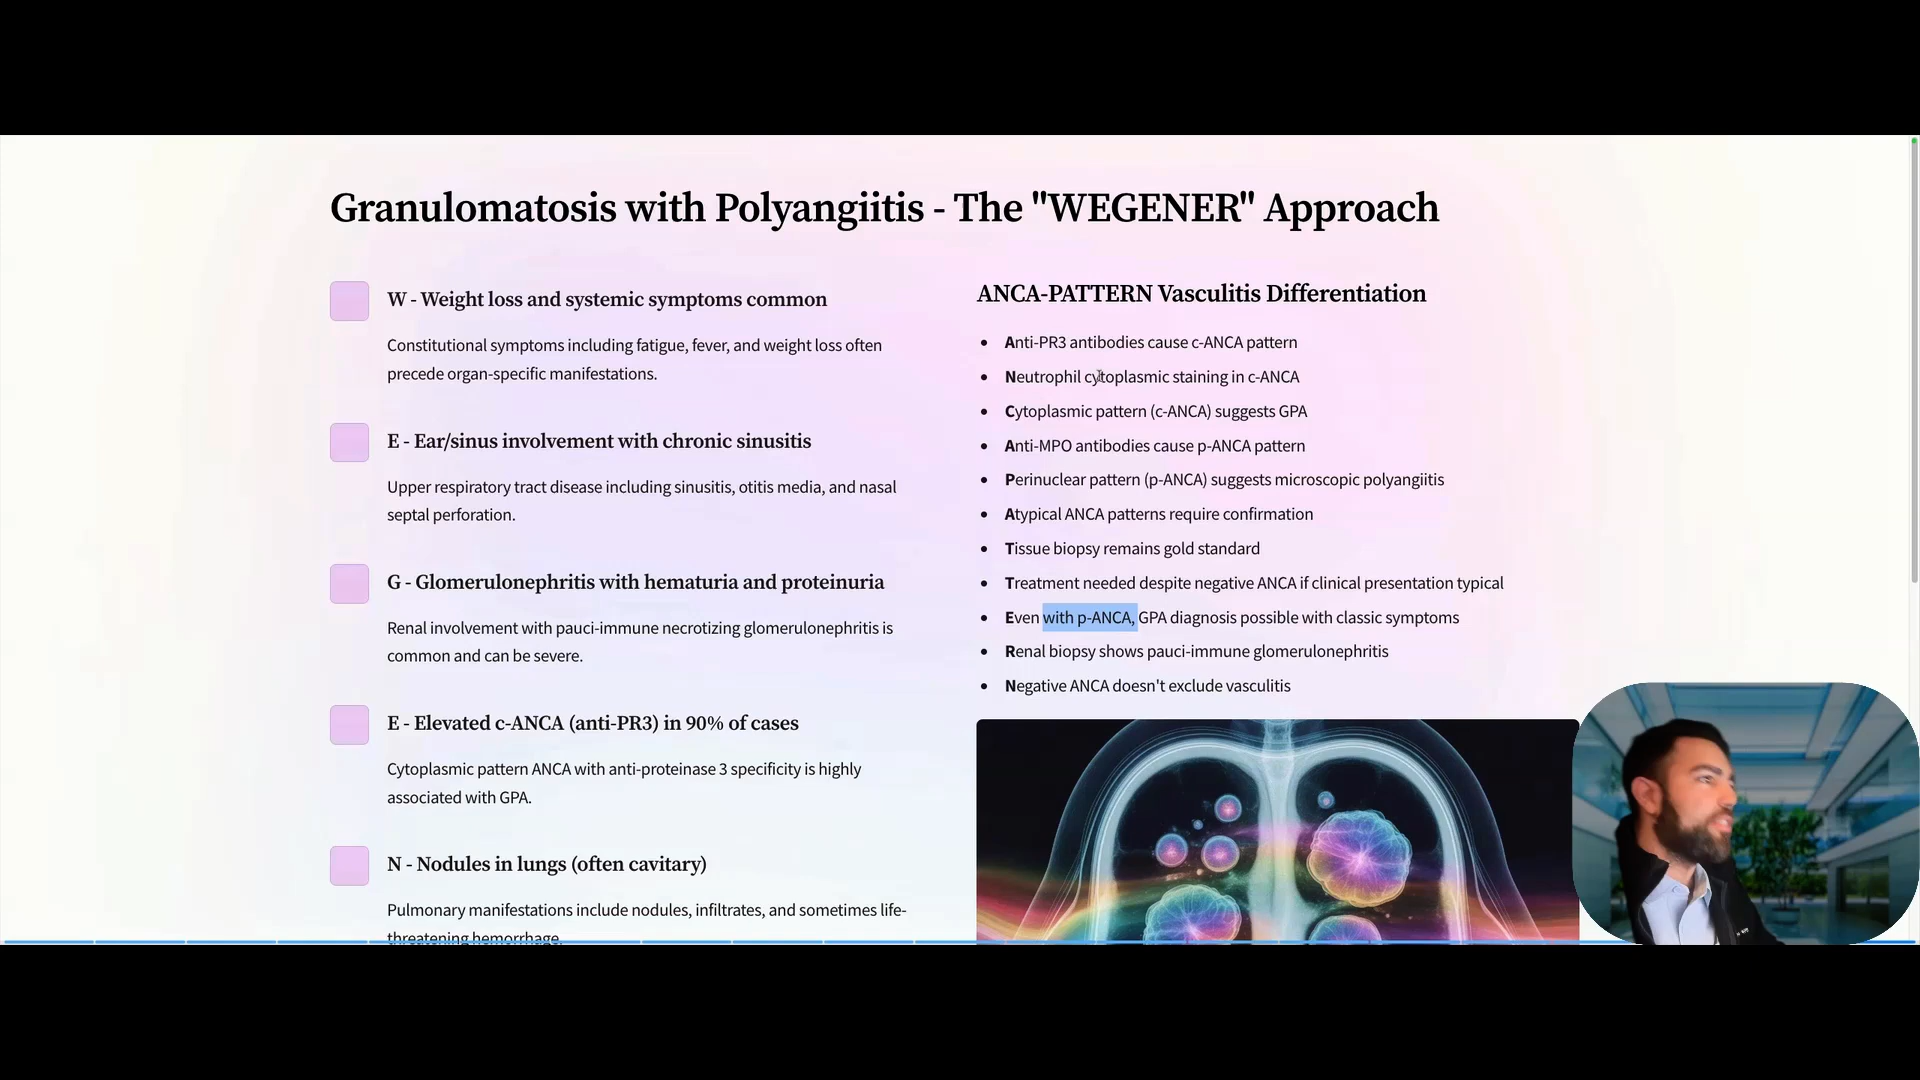 Granulomatosis with Polyangiitis - The "WEGENER" Approach
W - Weight loss and systemic symptoms common
Constitutional symptoms including fatigue, fever, and weight loss often
precede organ-specific manifestations.
E - Ear/sinus involvement with chronic sinusitis
Upper respiratory tract disease including sinusitis, otitis media, and nasal
septal perforation.
G - Glomerulonephritis with hematuria and proteinuria
Renal involvement with pauci-immune necrotizing glomerulonephritis is
common and can be severe.
E - Elevated c-ANCA (anti-PR3) in 90% of cases
Cytoplasmic pattern ANCA with anti-proteinase 3 specificity is highly
associated with GPA.
N - Nodules in lungs (often cavitary)
Pulmonary manifestations include nodules, infiltrates, and sometimes life-
threatening hemorrhage.
ANCA-PATTERN Vasculitis Differentiation
Anti-PR3 antibodies cause c-ANCA pattern
Neutrophil cytoplasmic staining in c-ANCA
Cytoplasmic pattern (c-ANCA) suggests GPA
Anti-MPO antibodies cause p-ANCA pattern
Perinuclear pattern (p-ANCA) suggests microscopic polyangiitis
Atypical ANCA patterns require confirmation
Tissue biopsy remains gold standard
Treatment needed despite negative ANCA if clinical presentation typical
Even with p-ANCA, GPA diagnosis possible with classic symptoms
Renal biopsy shows pauci-immune glomerulonephritis
Negative ANCA doesn't exclude vasculitis